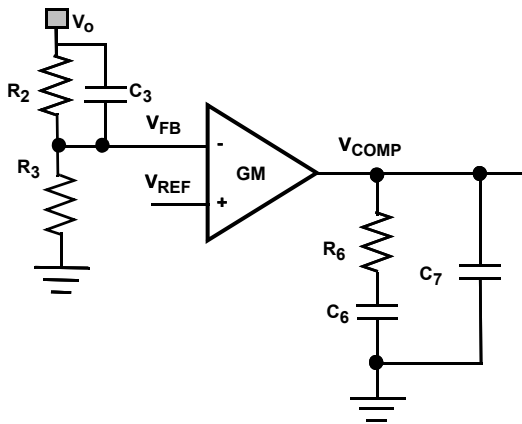 Vo
R2
C3
VFB
R3
VREF
-
+
GM
VCOMP
R6
C7
C6